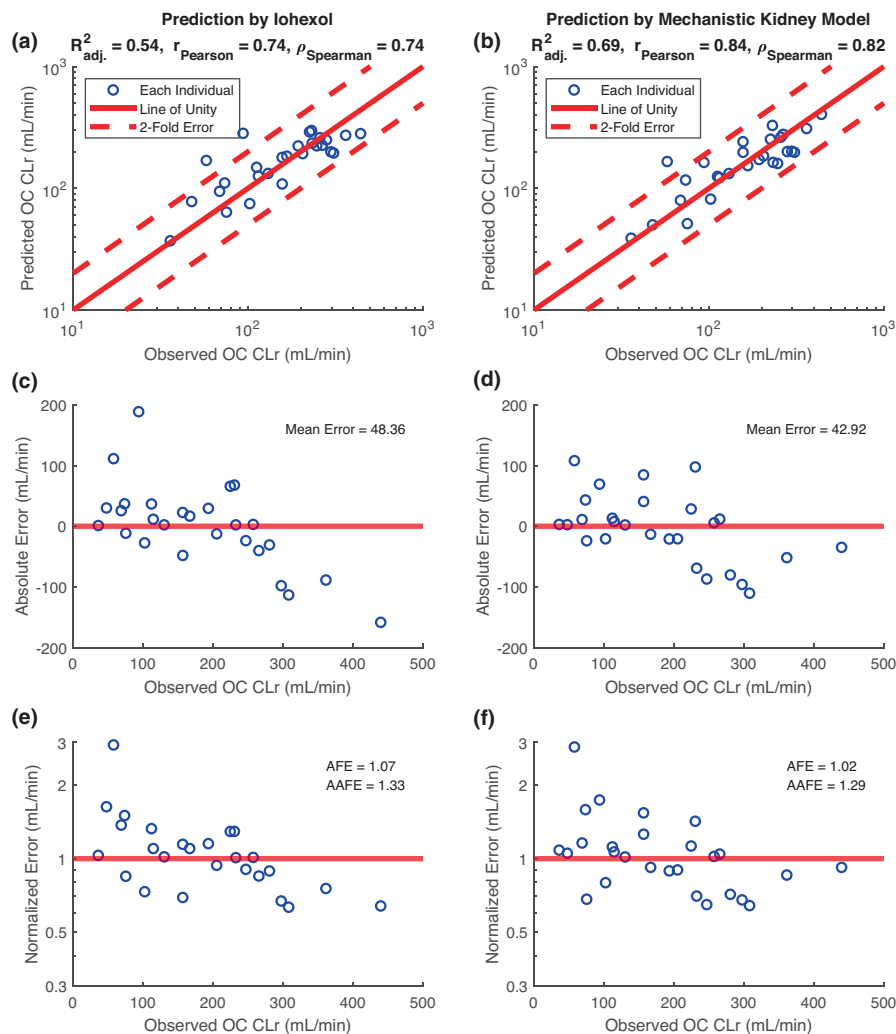 Prediction by Iohexol
(a)
R²adj. = 0.54, rPearson = 0.74, ρSpearman = 0.74
Each Individual
Line of Unity
2-Fold Error
Predicted OC CLr (mL/min)
10³
10²
10¹
10¹ 10² 10³
Observed OC CLr (mL/min)
Prediction by Mechanistic Kidney Model
(b)
R²adj. = 0.69, rPearson = 0.84, ρSpearman = 0.82
Each Individual
Line of Unity
2-Fold Error
Predicted OC CLr (mL/min)
10³
10²
10¹
10¹ 10² 10³
Observed OC CLr (mL/min)
(c)
Mean Error = 48.36
Absolute Error (mL/min)
200
100
0
-100
-200
0 100 200 300 400 500
Observed OC CLr (mL/min)
(d)
Mean Error = 42.92
Absolute Error (mL/min)
200
100
0
-100
-200
0 100 200 300 400 500
Observed OC CLr (mL/min)
(e)
AFE = 1.07
AAFE = 1.33
Normalized Error (mL/min)
3
2
1
0.5
0.3
0 100 200 300 400 500
Observed OC CLr (mL/min)
(f)
AFE = 1.02
AAFE = 1.29
Normalized Error (mL/min)
3
2
1
0.5
0.3
0 100 200 300 400 500
Observed OC CLr (mL/min)